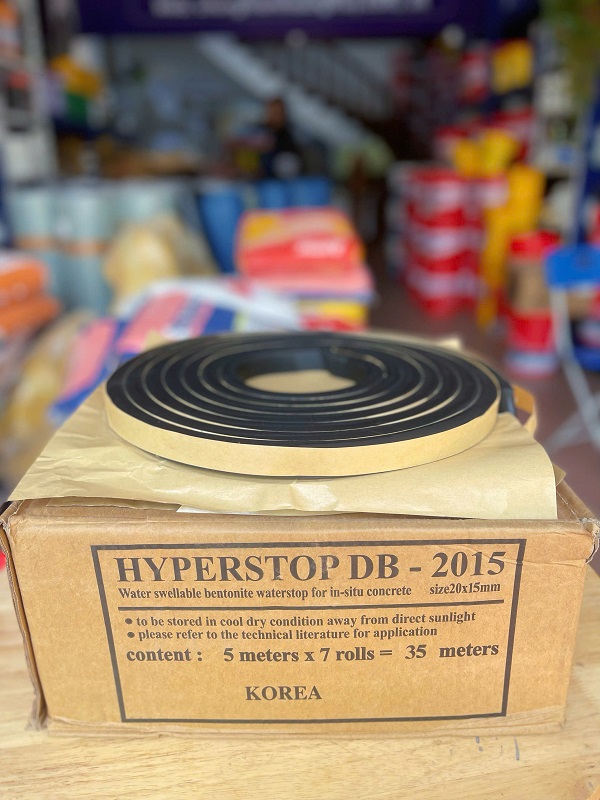 HYPERSTOP DB - 2015
Water swellable bentonite waterstop for in-situ concrete size20x15mm
● to be stored in cool dry condition away from direct sunlight
● please refer to the technical literature for application
content : 5 meters x 7 rolls = 35 meters
KOREA